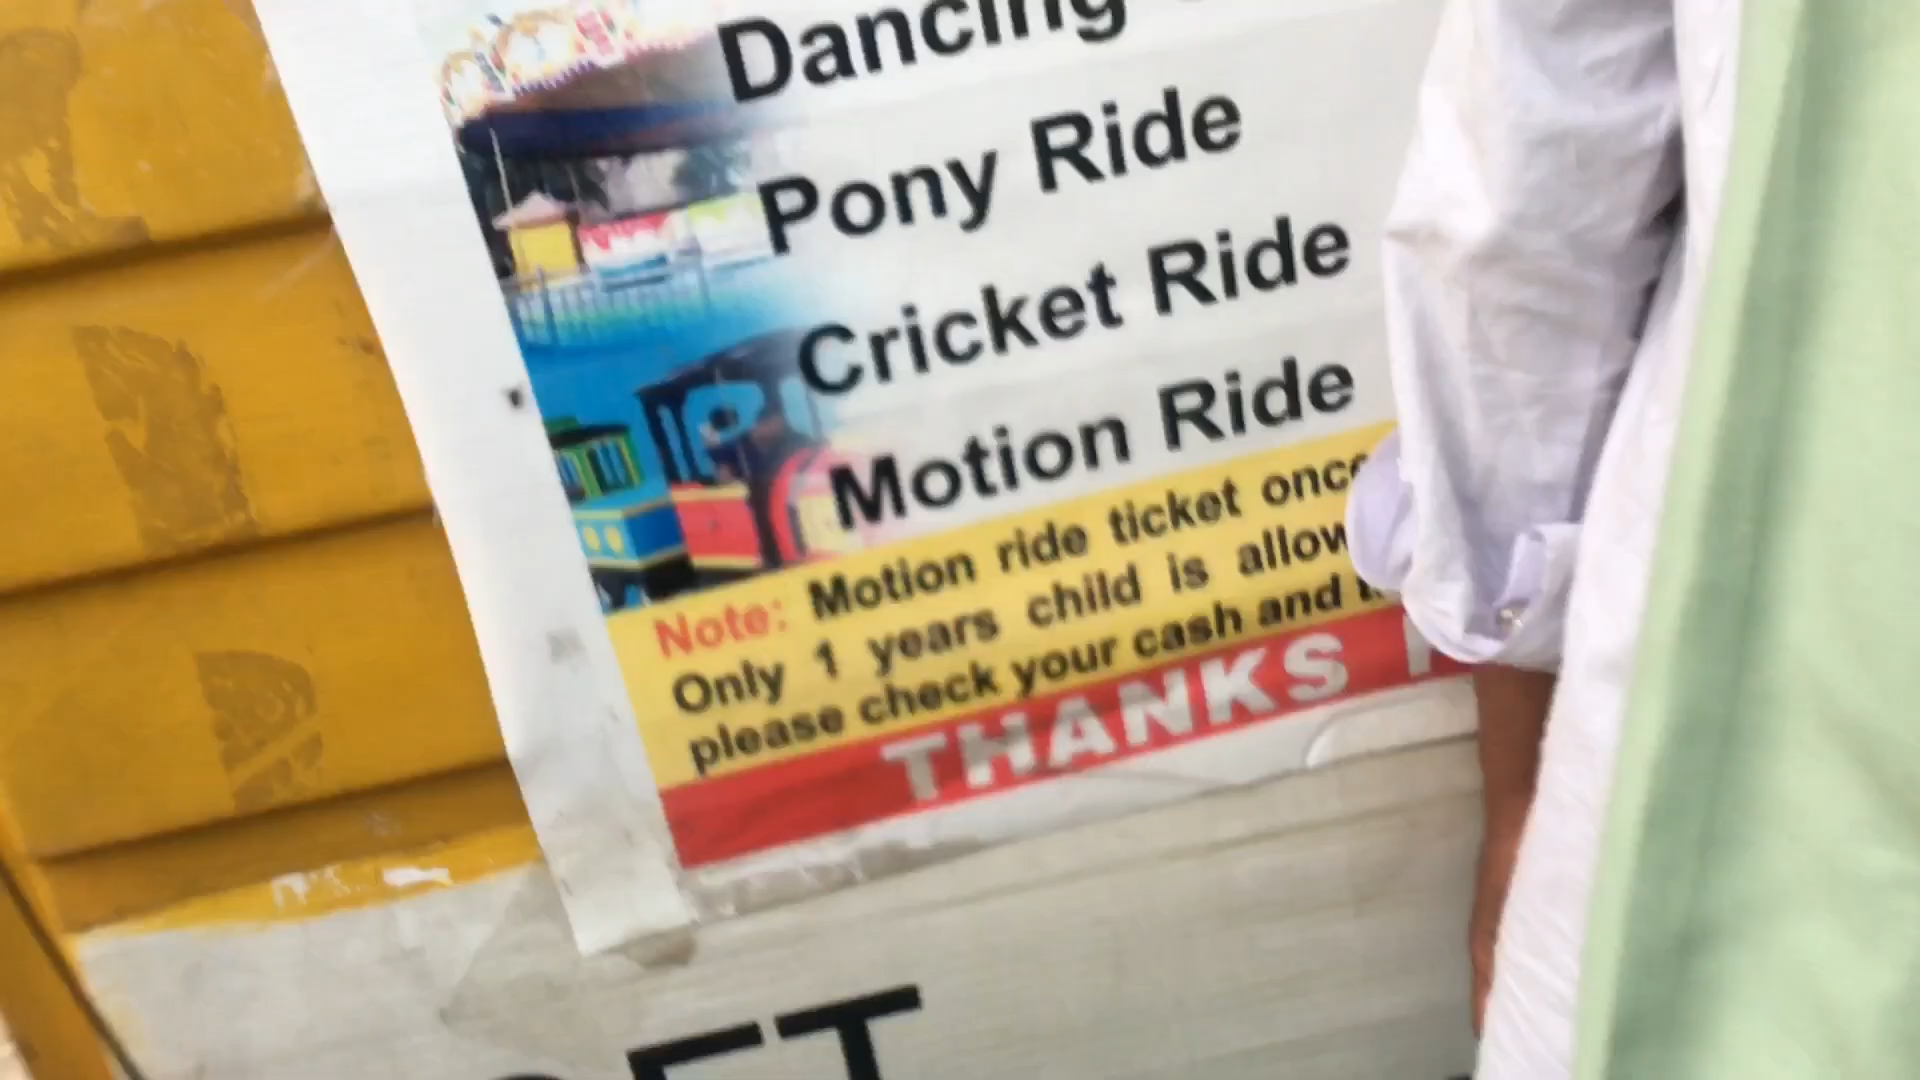 Dancing
Pony Ride
Cricket Ride
Motion Ride
Note: Motion ride ticket once
Only 1 years child is allow
please check your cash and
THANKS